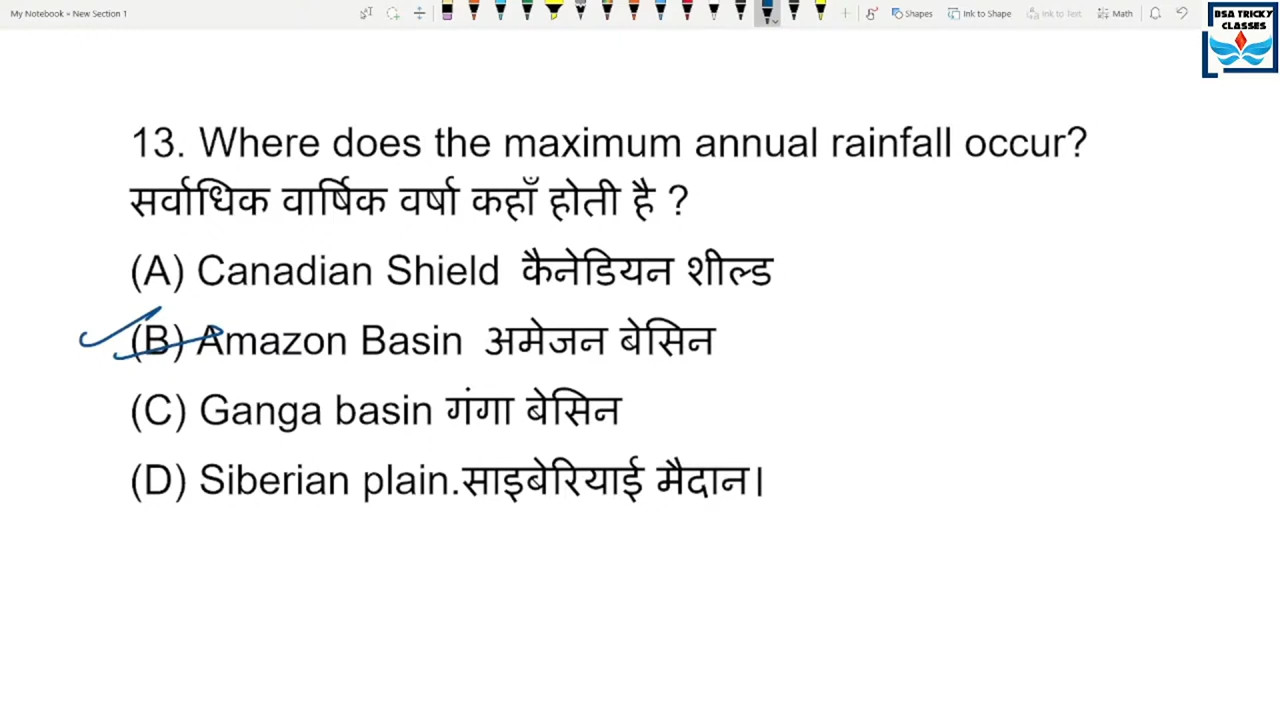 My Notebook » New Section 1
Shapes
Ink to Shape
Ink to Text
Math
BSA TRICKY
CLASSES
13. Where does the maximum annual rainfall occur?
सर्वाधिक वार्षिक वर्षा कहाँ होती है ?
(A) Canadian Shield कैनेडियन शील्ड
(B) Amazon Basin अमेजन बेसिन
(C) Ganga basin गंगा बेसिन
(D) Siberian plain.साइबेरियाई मैदान।